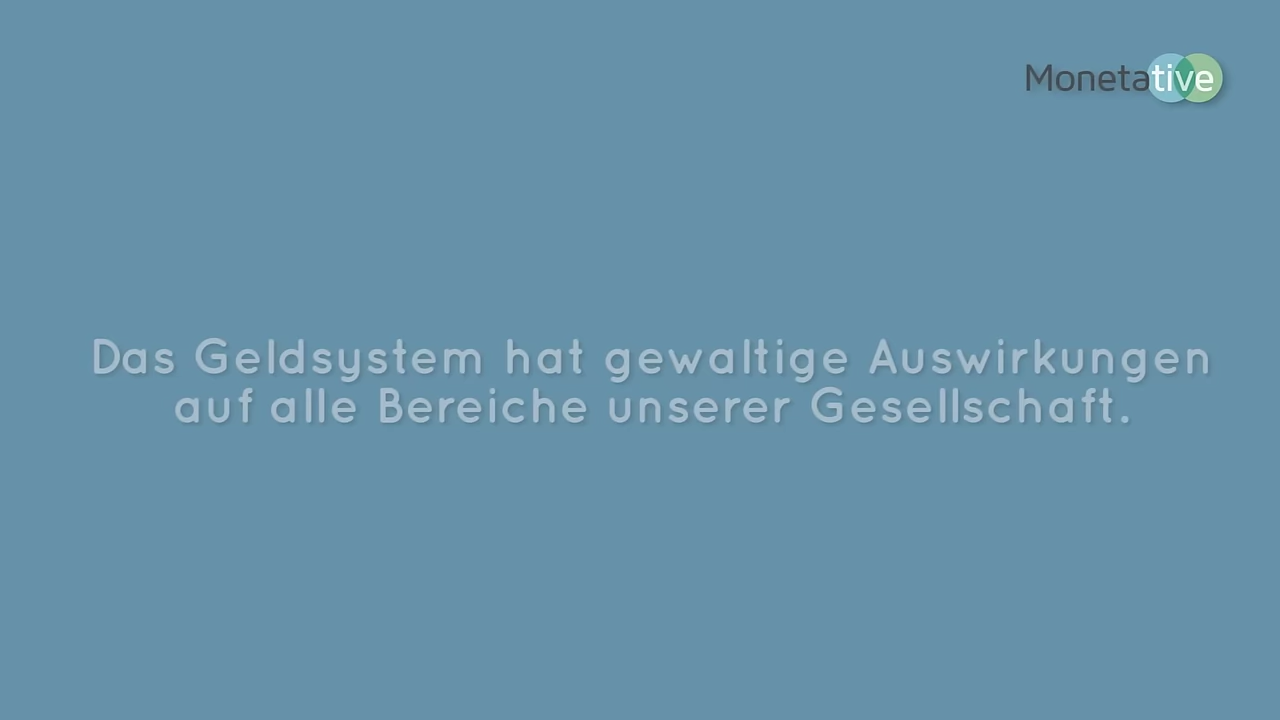 Monetative
Das Geldsystem hat gewaltige Auswirkungen
auf alle Bereiche unserer Gesellschaft.